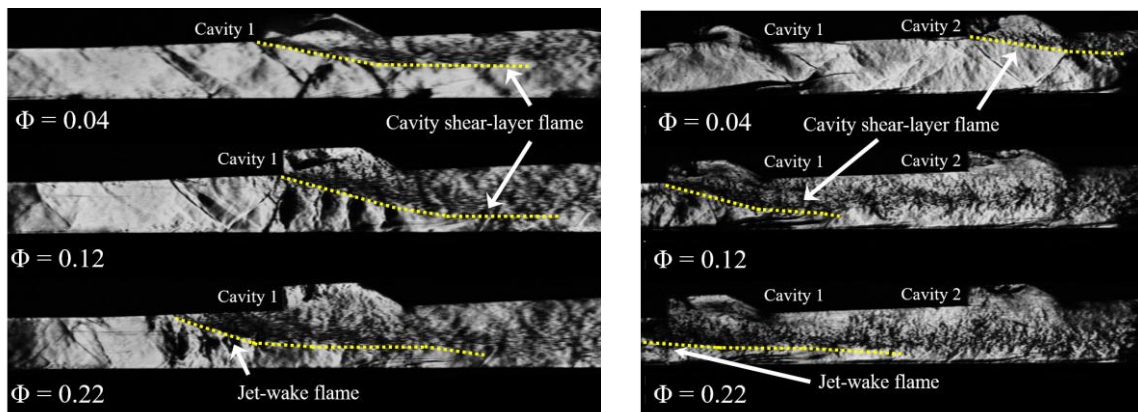 Cavity 1
Φ = 0.04
Cavity shear-layer flame
Cavity 1
Φ = 0.12
Cavity 1
Φ = 0.22
Jet-wake flame
Cavity 1
Cavity 2
Φ = 0.04
Cavity shear-layer flame
Cavity 1
Cavity 2
Φ = 0.12
Cavity 1
Cavity 2
Φ = 0.22
Jet-wake flame